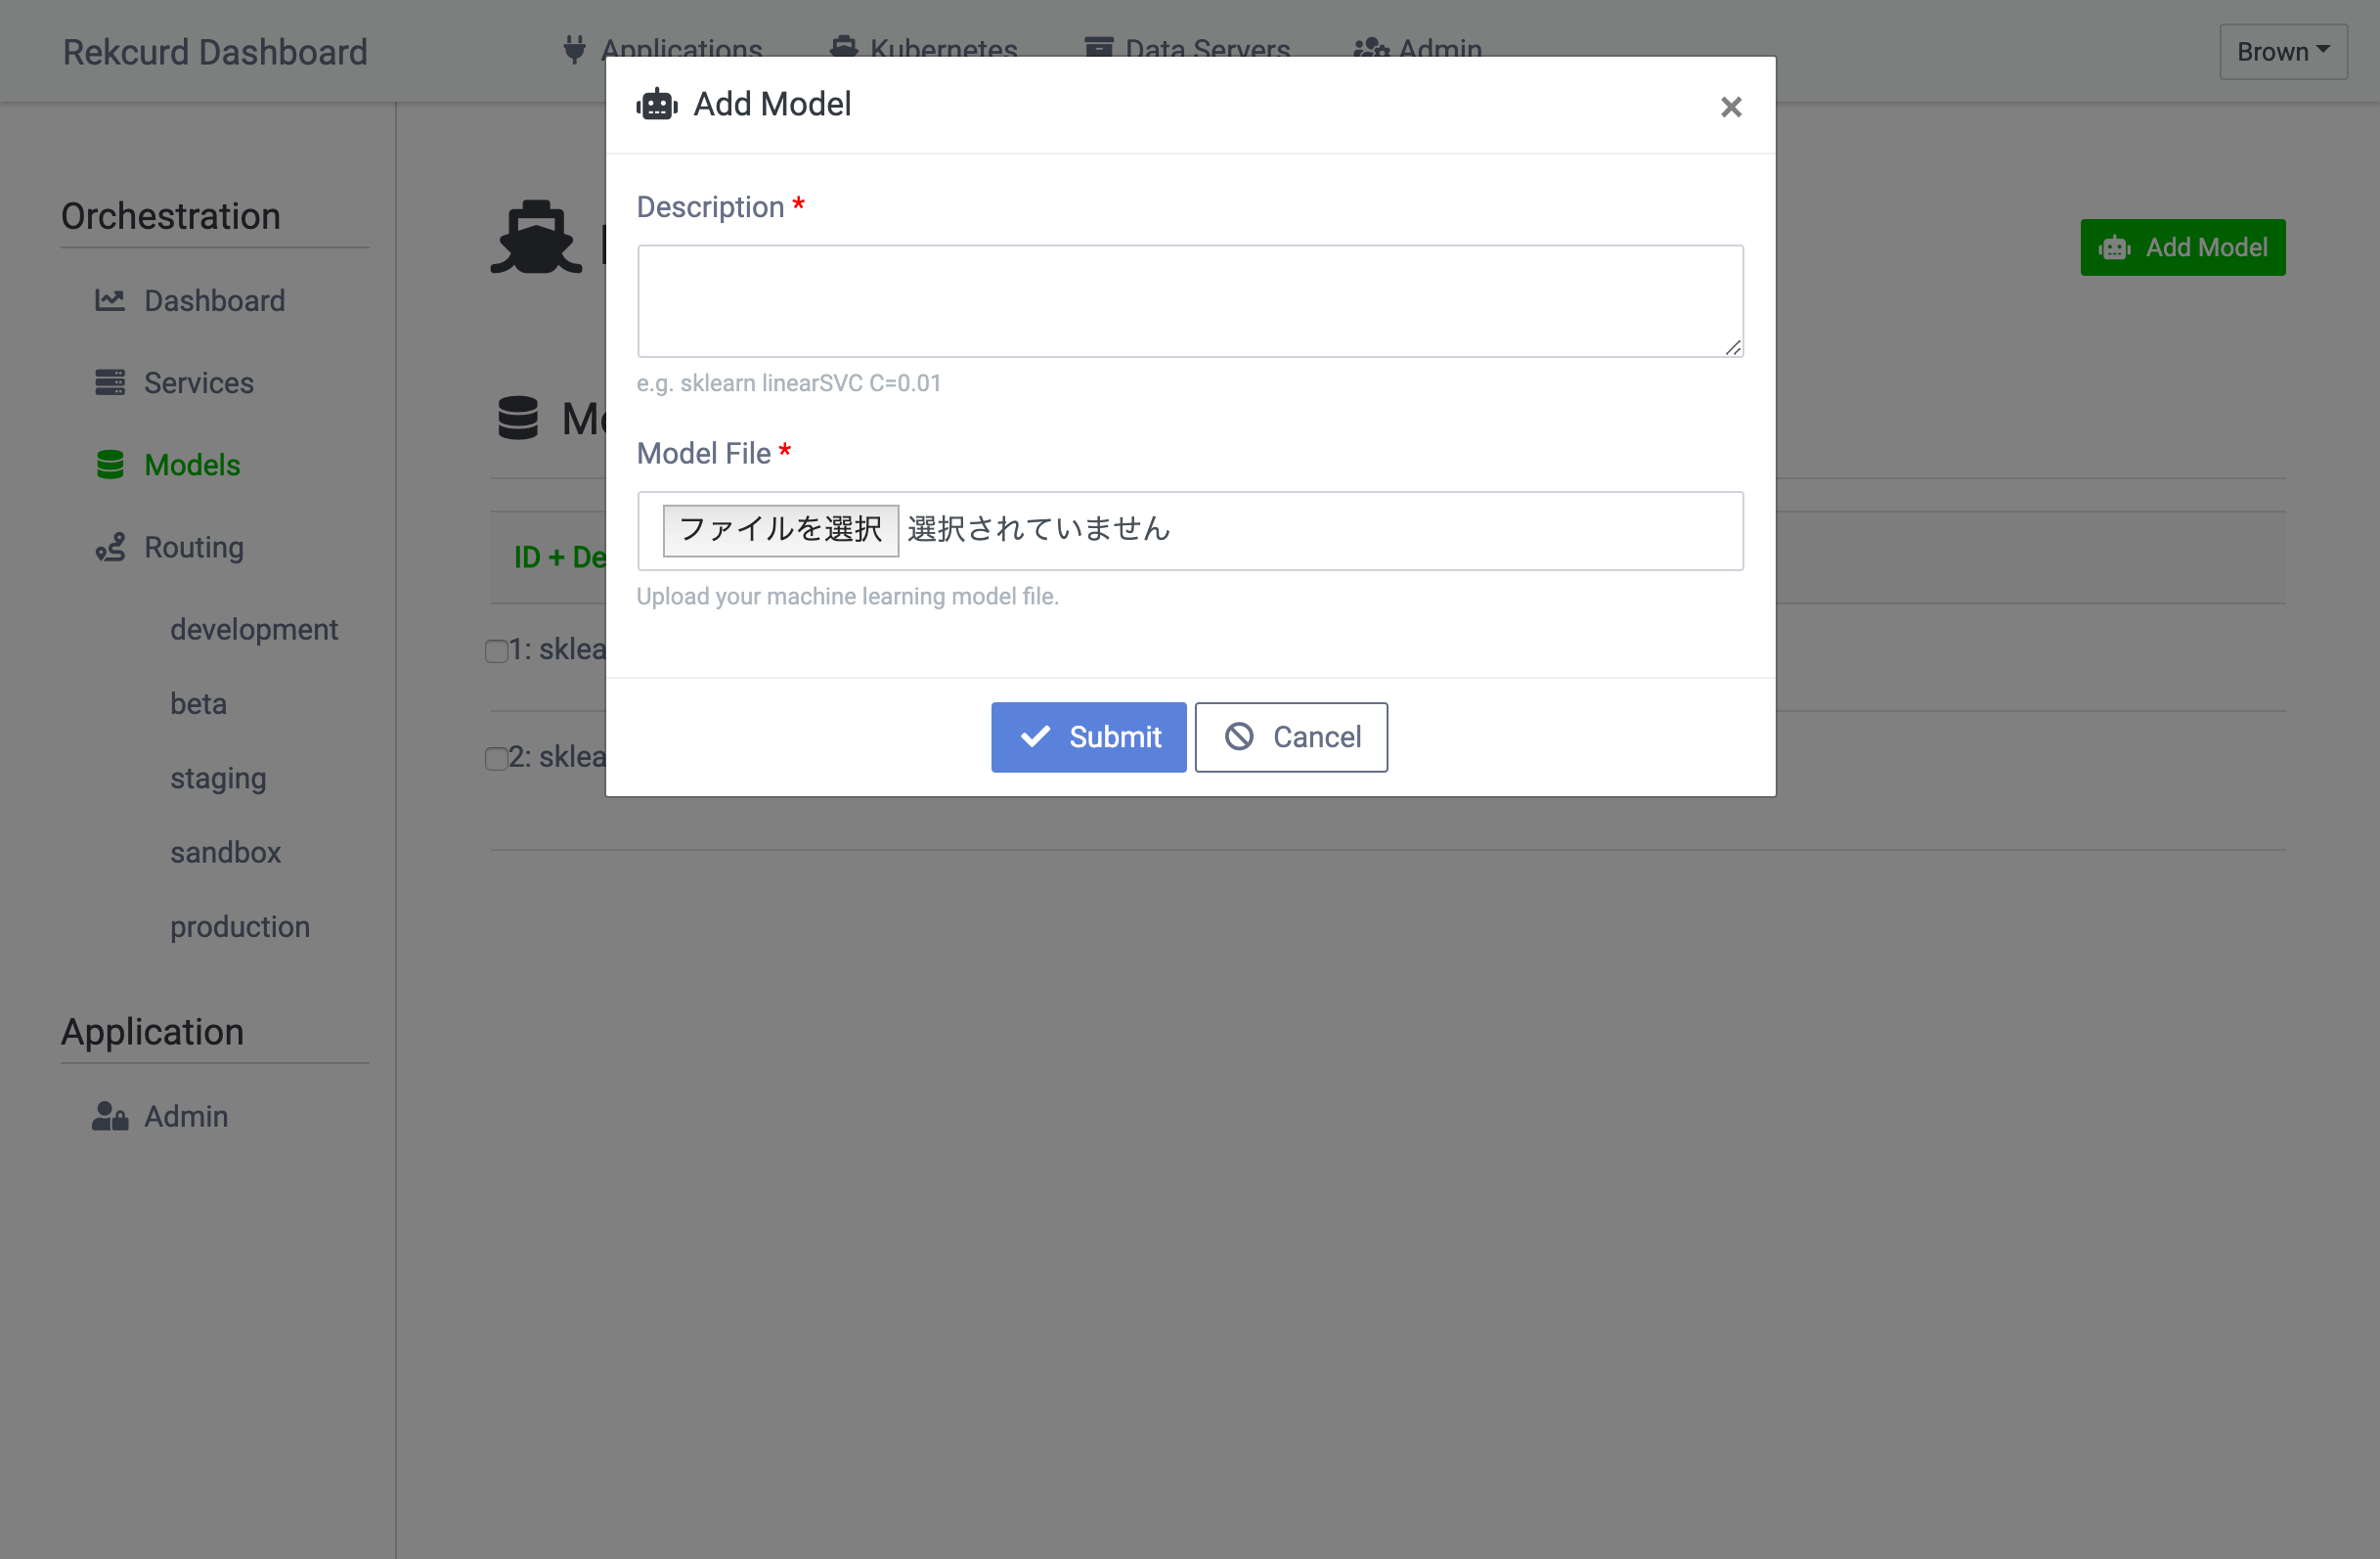 Rekcurd Dashboard
Applications
Kubernetes
Data Servers
Admin
Brown
Add Model
×
Description *
e.g. sklearn linearSVC C=0.01
Model File *
ファイルを選択 選択されていません
Upload your machine learning model file.
Submit
Cancel
Orchestration
Dashboard
Services
Models
Routing
development
beta
staging
sandbox
production
Application
Admin
Add Model
ID +
1:
2: